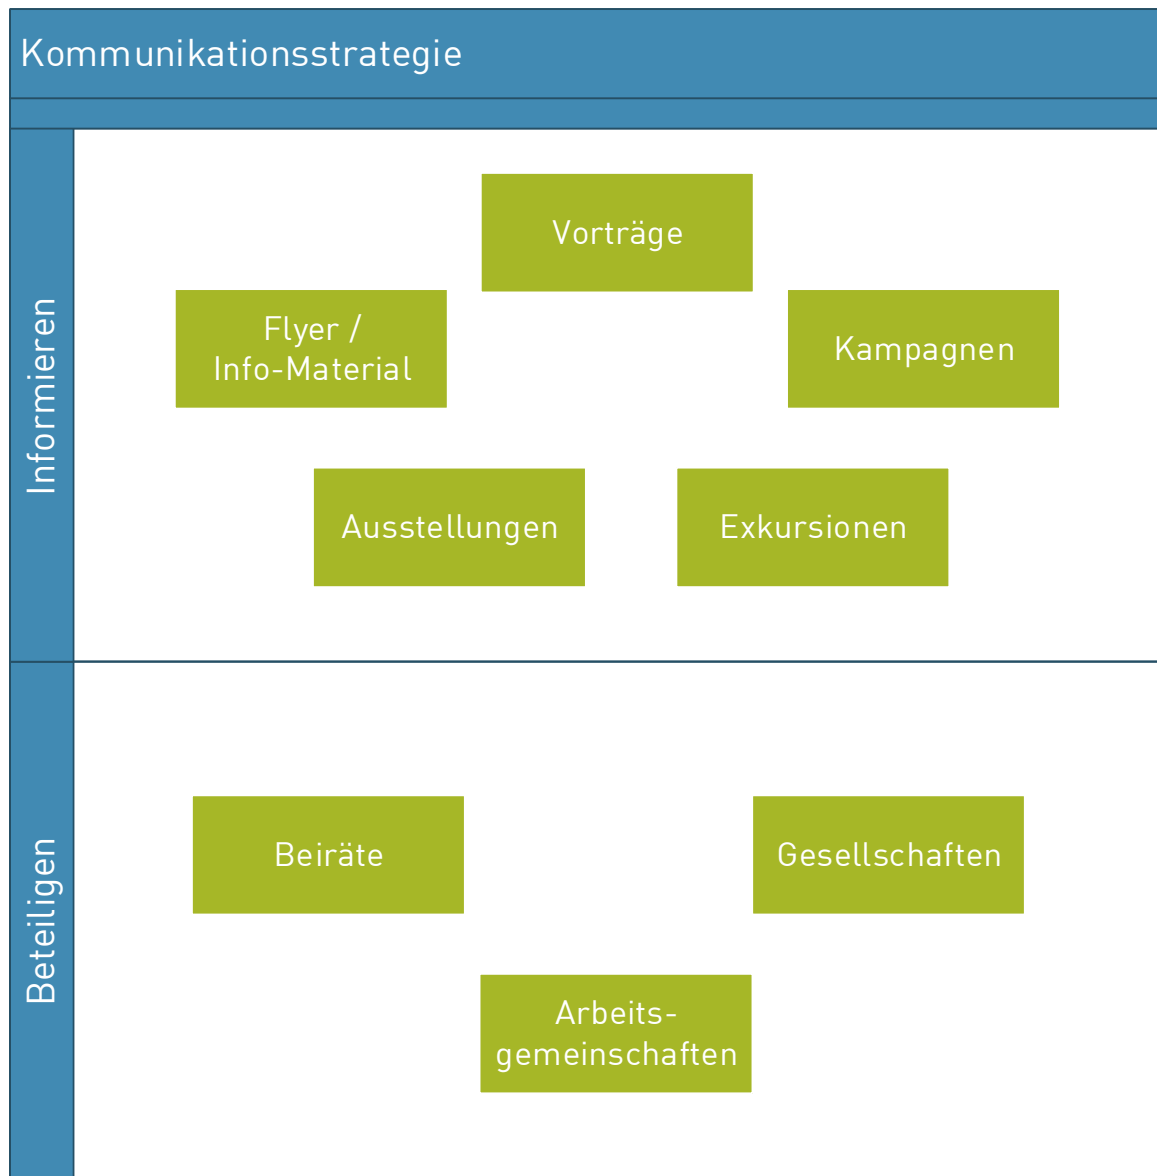 Kommunikationsstrategie
Informieren
Vorträge
Flyer /
Info-Material
Kampagnen
Ausstellungen
Exkursionen
Beteiligen
Beiräte
Gesellschaften
Arbeits-
gemeinschaften